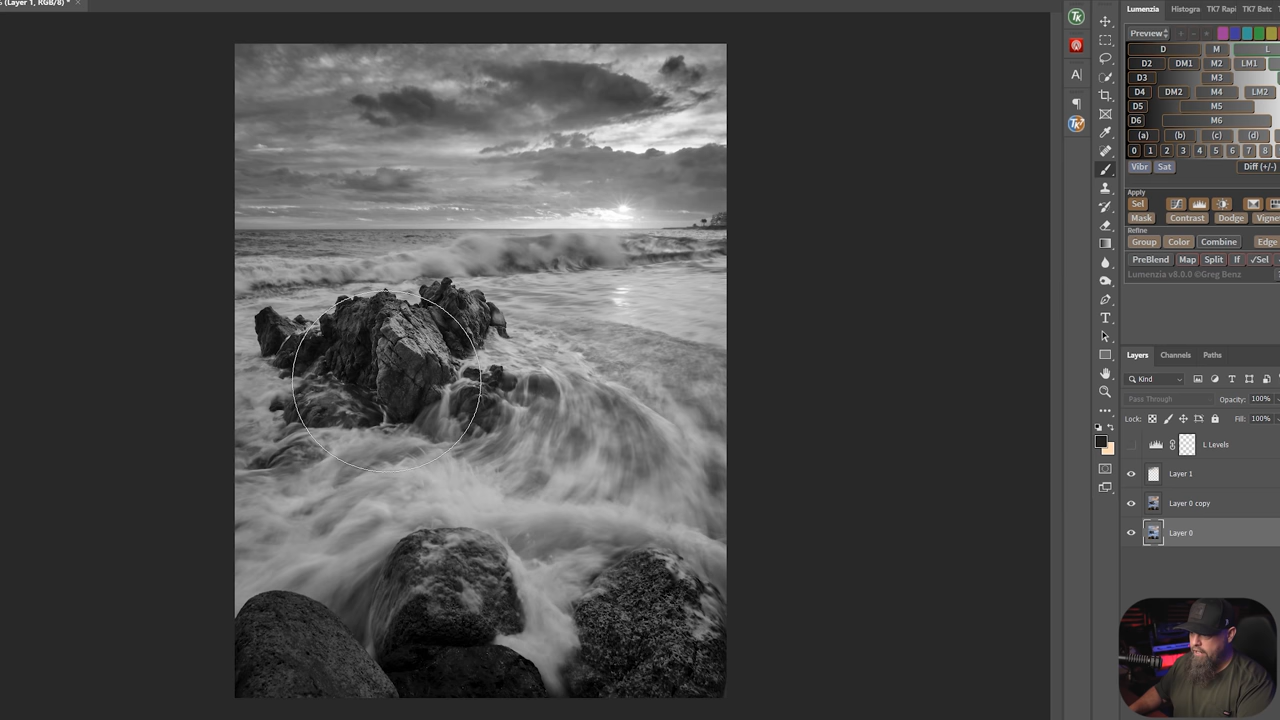 (Layer 1, RGB/8) * ×
Lumenzia Histogra TK7 Rapi TK7 Batc
Preview
D M L
D2 DM1 M2 LM1
D3 M3
D4 DM2 M4 LM2
D5 M5
D6 M6
(a) (b) (c) (d)
0 1 2 3 4 5 6 7 8
Vibr Sat Diff (+/-)
Apply
Sel
Mask Contrast Dodge Vigne
Refine
Group Color Combine Edge
PreBlend Map Split If √Sel
Lumenzia v8.0.0 ©Greg Benz
Layers Channels Paths
Kind
Pass Through Opacity: 100%
Lock: Fill: 100%
L Levels
Layer 1
Layer 0 copy
Layer 0
TK
A|
TK
T
T